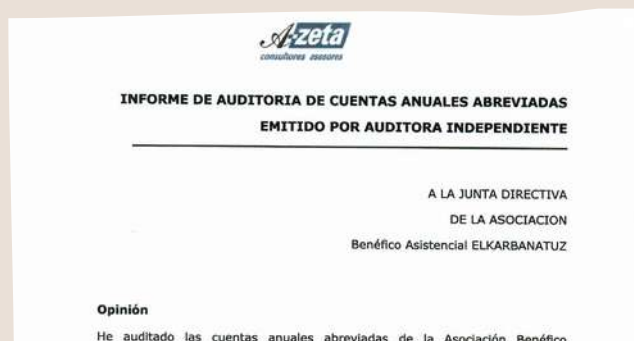 A-zeta
consultores asesores
INFORME DE AUDITORIA DE CUENTAS ANUALES ABREVIADAS
EMITIDO POR AUDITORA INDEPENDIENTE
A LA JUNTA DIRECTIVA
DE LA ASOCIACION
Benéfico Asistencial ELKARBANATUZ
Opinión
He auditado las cuentas anuales abreviadas de la Asociación Benéfico